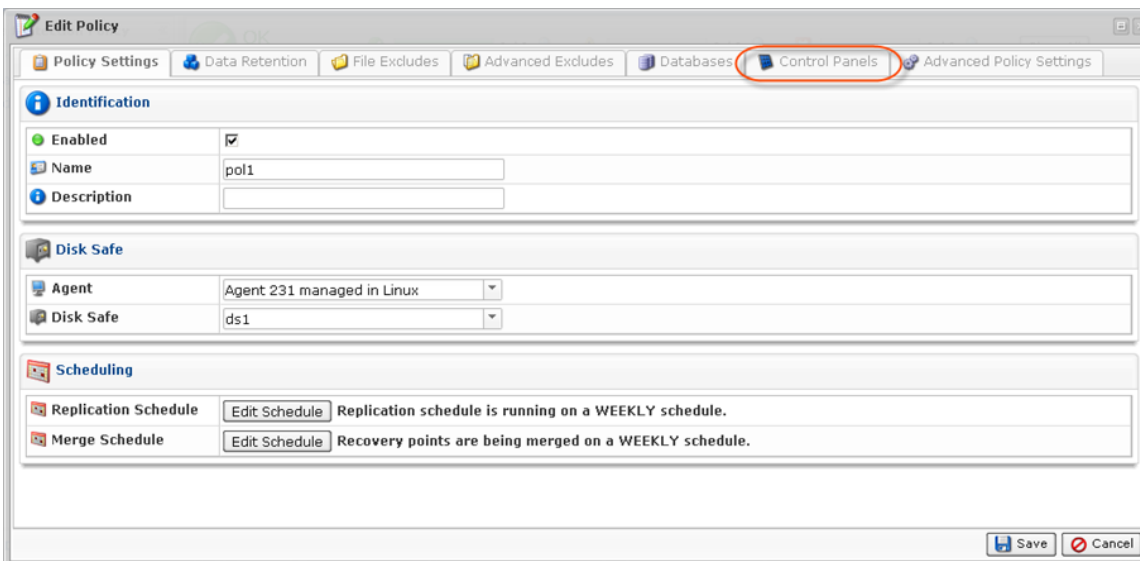 Edit Policy
OK
Policy Settings Data Retention File Excludes Advanced Excludes Databases Control Panels Advanced Policy Settings
Identification
Enabled
Name pol1
Description
Disk Safe
Agent Agent 231 managed in Linux
Disk Safe ds1
Scheduling
Replication Schedule Edit Schedule Replication schedule is running on a WEEKLY schedule.
Merge Schedule Edit Schedule Recovery points are being merged on a WEEKLY schedule.
Save Cancel